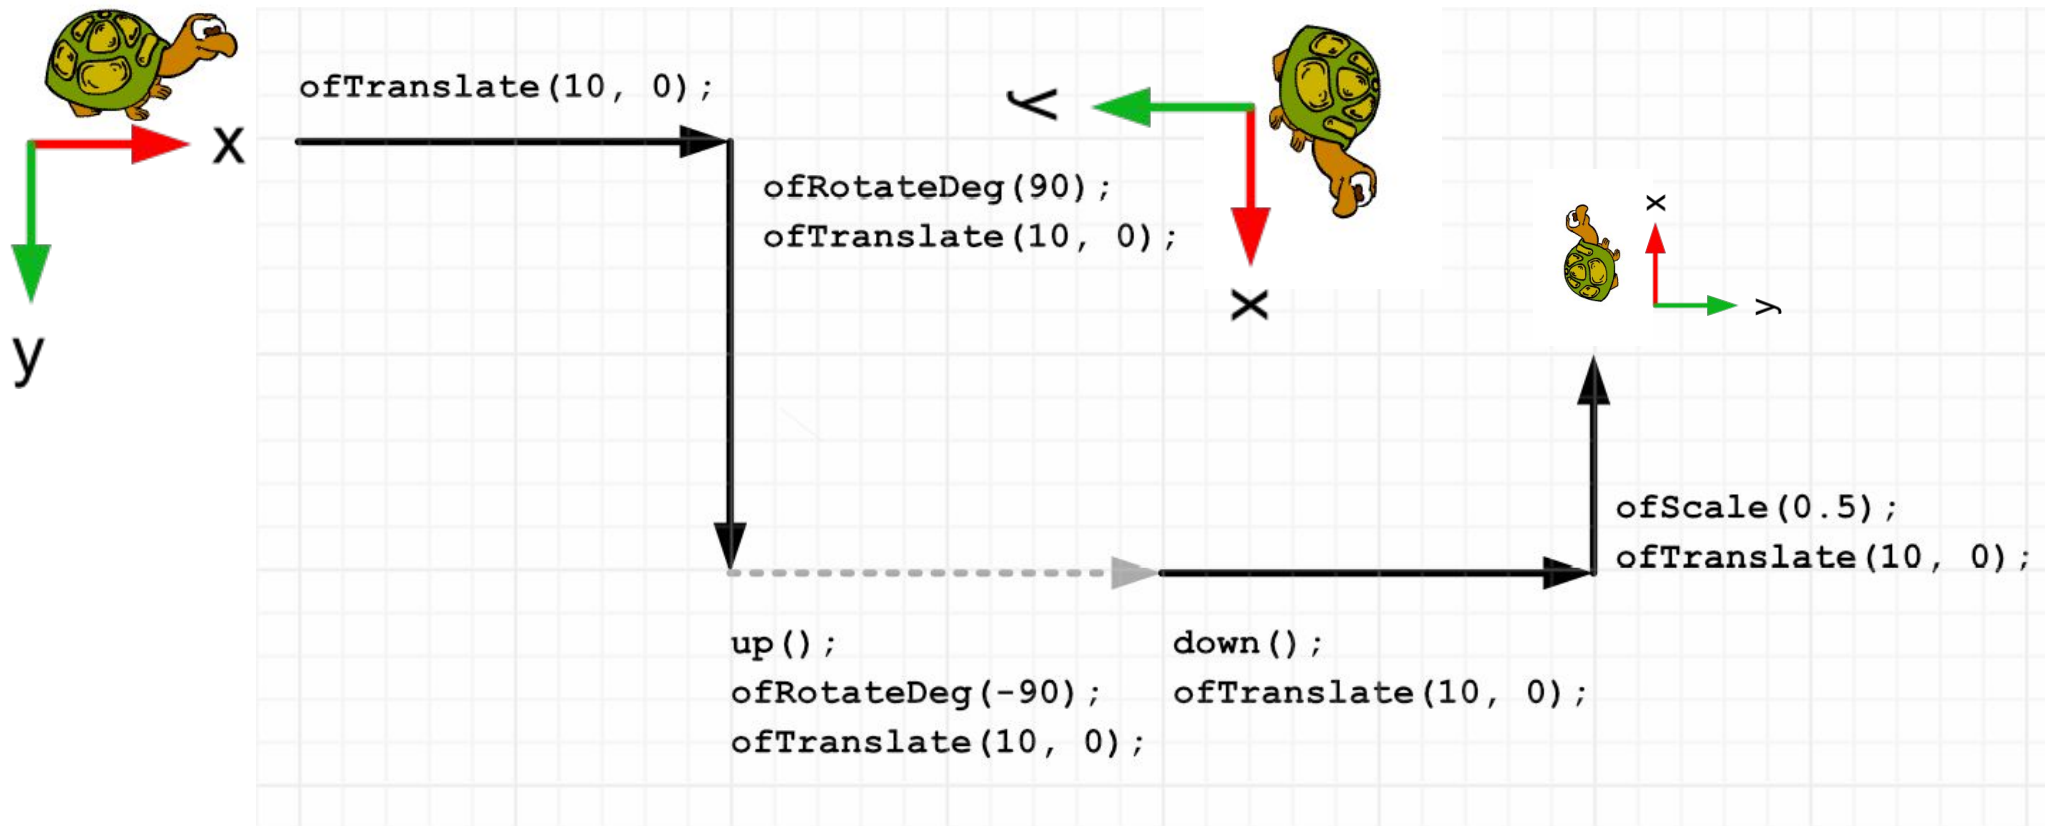 x
y
ofTranslate(10, 0);
ofRotateDeg(90);
ofTranslate(10, 0);
y
x
up();
ofRotateDeg(-90);
ofTranslate(10, 0);
down();
ofTranslate(10, 0);
ofScale(0.5);
ofTranslate(10, 0);
x
y